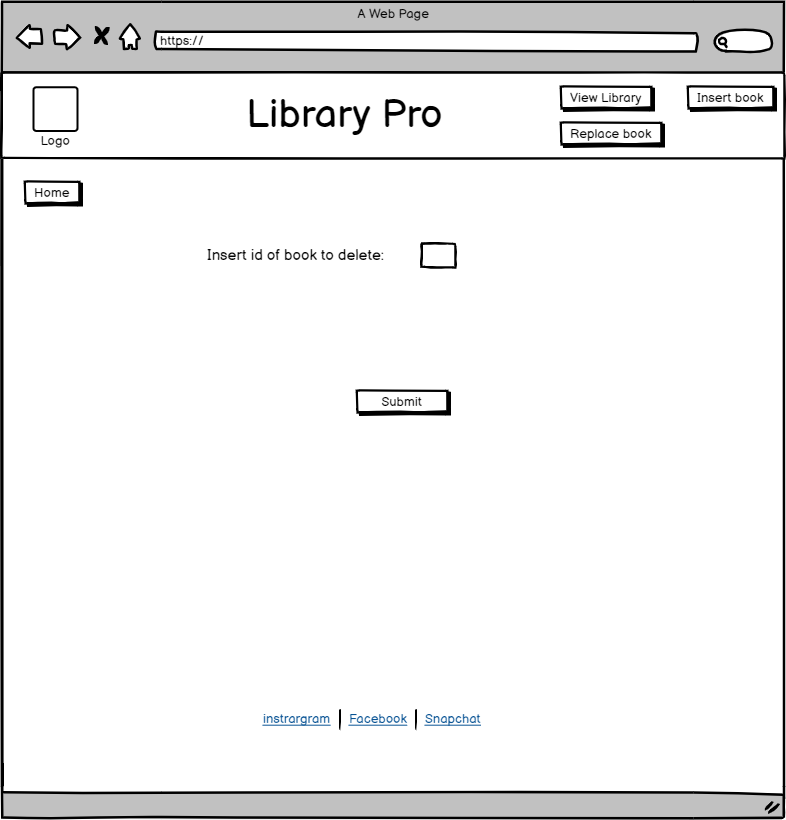 A Web Page
https://
Library Pro
View Library
Insert book
Replace book
Logo
Home
Insert id of book to delete:
Submit
instrargram | Facebook | Snapchat